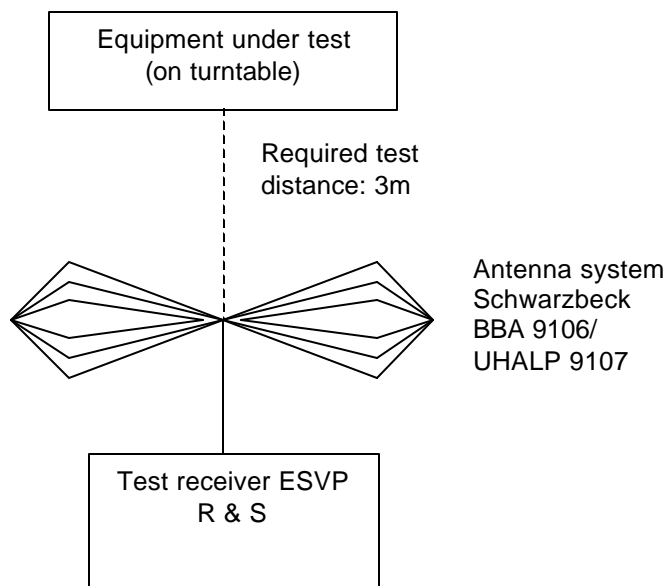 Equipment under test
(on turntable)
Required test
distance: 3m
Antenna system
Schwarzbeck
BBA 9106/
UHALP 9107
Test receiver ESVP
R & S